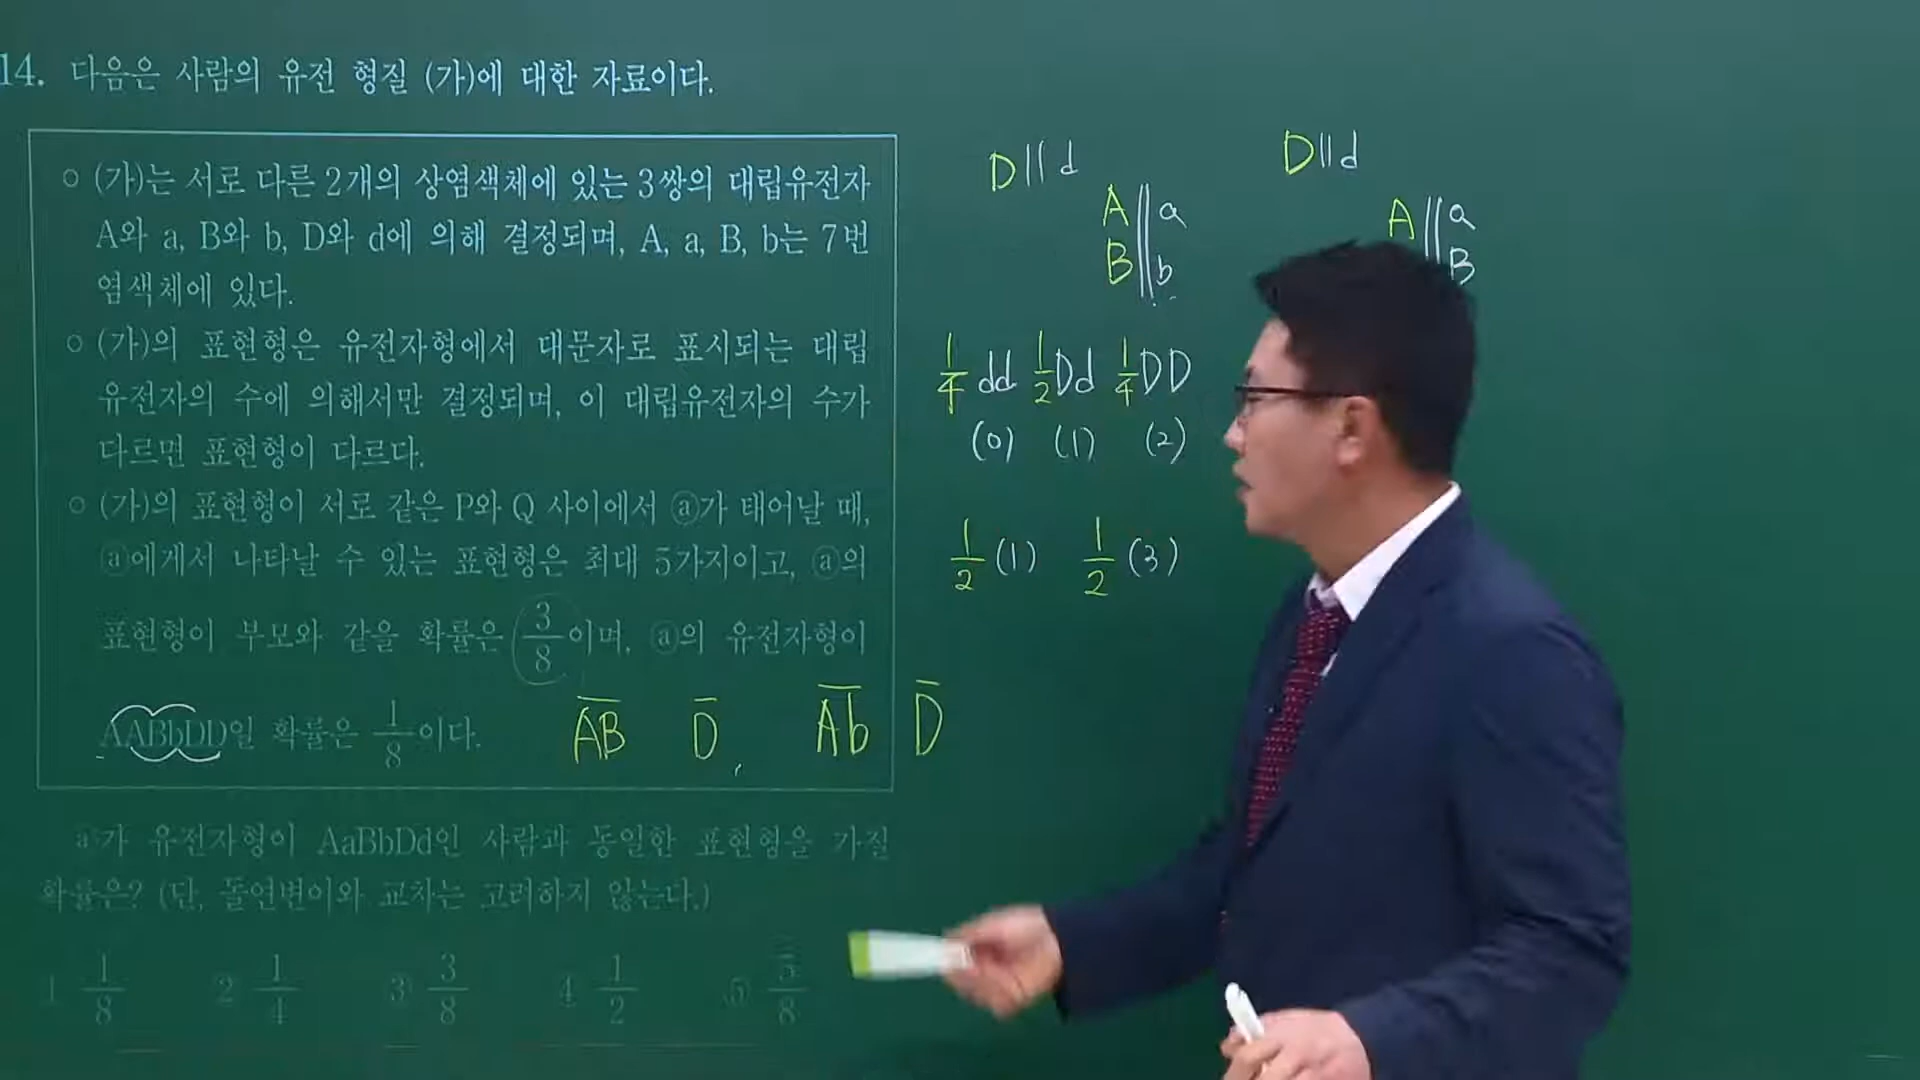 14. 다음은 사람의 유전 형질 (가)에 대한 자료이다.
○ (가)는 서로 다른 2개의 상염색체에 있는 3쌍의 대립유전자
A와 a, B와 b, D와 d에 의해 결정되며, A, a, B, b는 7번
염색체에 있다.
○ (가)의 표현형은 유전자형에서 대문자로 표시되는 대립
유전자의 수에 의해서만 결정되며, 이 대립유전자의 수가
다르면 표현형이 다르다.
○ (가)의 표현형이 서로 같은 P와 Q 사이에서 ⓐ가 태어날 때,
ⓐ에게서 나타날 수 있는 표현형은 최대 5가지이고, ⓐ의
표현형이 부모와 같을 확률은 3/8이며, ⓐ의 유전자형이
AABbDD일 확률은 1/8이다.
AB D, Ab D
ⓐ가 유전자형이 AaBbDd인 사람과 동일한 표현형을 가질
확률은? (단, 돌연변이와 교차는 고려하지 않는다.)
① 1/8 ② 1/4 ③ 3/8 ④ 1/2 ⑤ 5/8
D || d
A || a
B || b
D || d
A || a
B
1/4 dd 1/2 Dd 1/4 DD
(0) (1) (2)
1/2 (1) 1/2 (3)